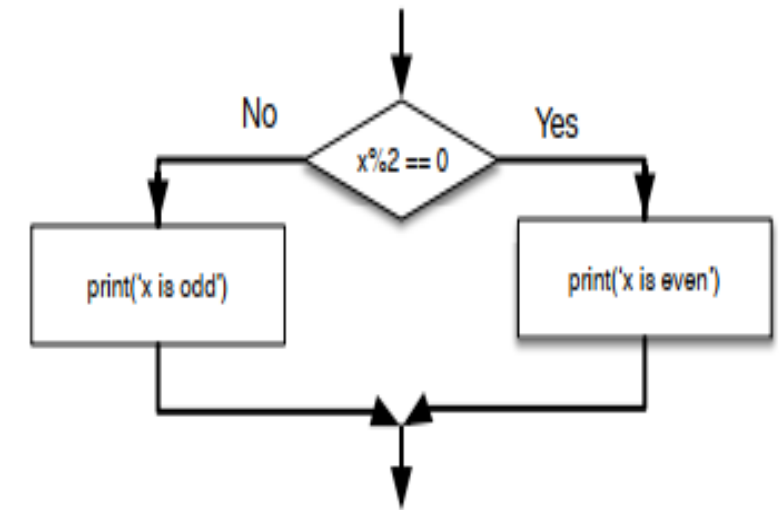 No
Yes
x%2 == 0
print('x is odd')
print('x is even')